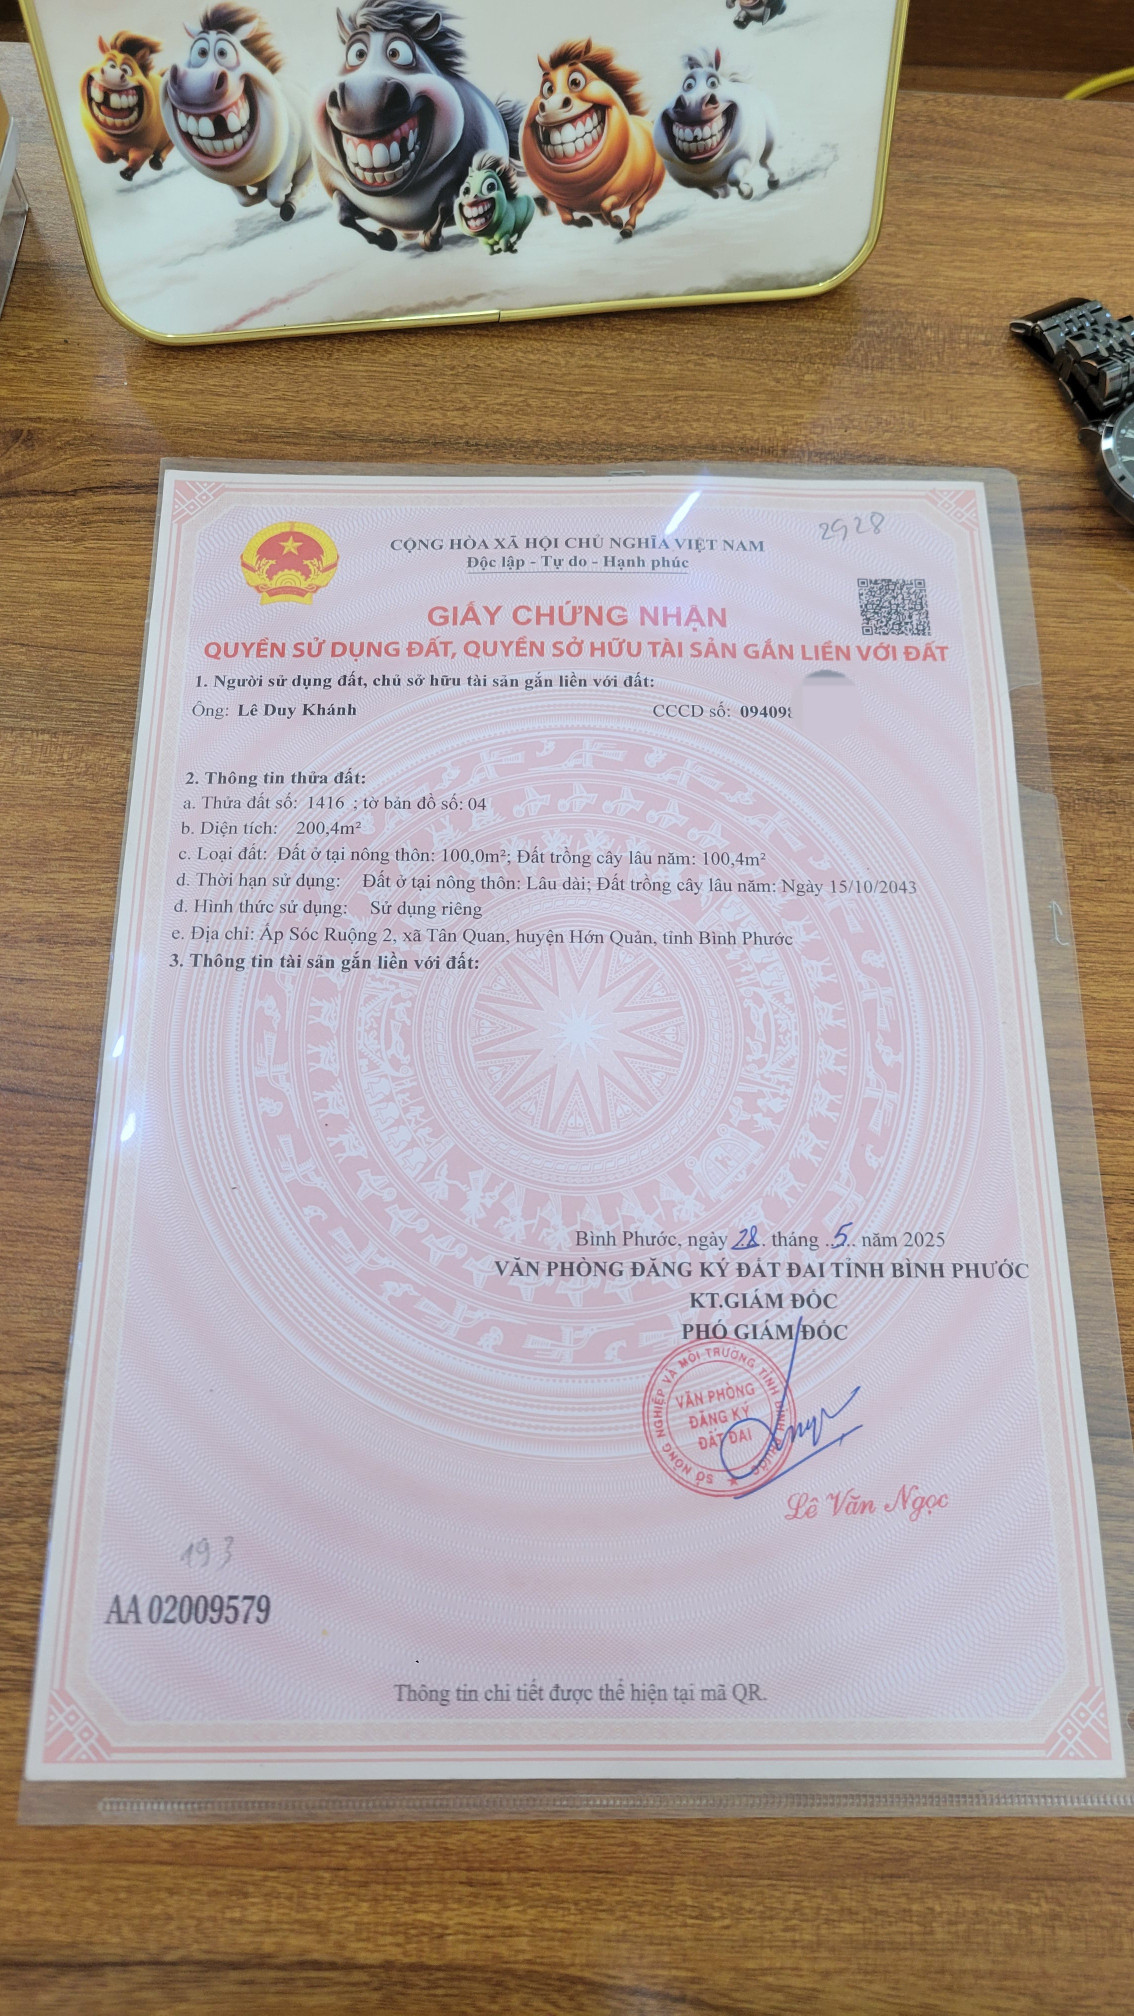 2928
CỘNG HÒA XÃ HỘI CHỦ NGHĨA VIỆT NAM
Độc lập - Tự do - Hạnh phúc
GIẤY CHỨNG NHẬN
QUYỀN SỬ DỤNG ĐẤT, QUYỀN SỞ HỮU TÀI SẢN GẮN LIỀN VỚI ĐẤT
1. Người sử dụng đất, chủ sở hữu tài sản gắn liền với đất:
Ông: Lê Duy Khánh CCCD số: 09409
2. Thông tin thửa đất:
a. Thửa đất số: 1416 ; tờ bản đồ số: 04
b. Diện tích: 200,4m²
c. Loại đất: Đất ở tại nông thôn: 100,0m²; Đất trồng cây lâu năm: 100,4m²
d. Thời hạn sử dụng: Đất ở tại nông thôn: Lâu dài; Đất trồng cây lâu năm: Ngày 15/10/2043
đ. Hình thức sử dụng: Sử dụng riêng
e. Địa chỉ: Ấp Sóc Ruộng 2, xã Tân Quan, huyện Hớn Quản, tỉnh Bình Phước
3. Thông tin tài sản gắn liền với đất:
Bình Phước, ngày 28 tháng 5 năm 2025
VĂN PHÒNG ĐĂNG KÝ ĐẤT ĐAI TỈNH BÌNH PHƯỚC
KT.GIÁM ĐỐC
PHÓ GIÁM ĐỐC
SỞ NÔNG NGHIỆP VÀ MÔI TRƯỜNG TỈNH BÌNH PHƯỚC
VĂN PHÒNG
ĐĂNG KÝ
ĐẤT ĐAI
Lê Văn Ngọc
193
AA 02009579
Thông tin chi tiết được thể hiện tại mã QR.